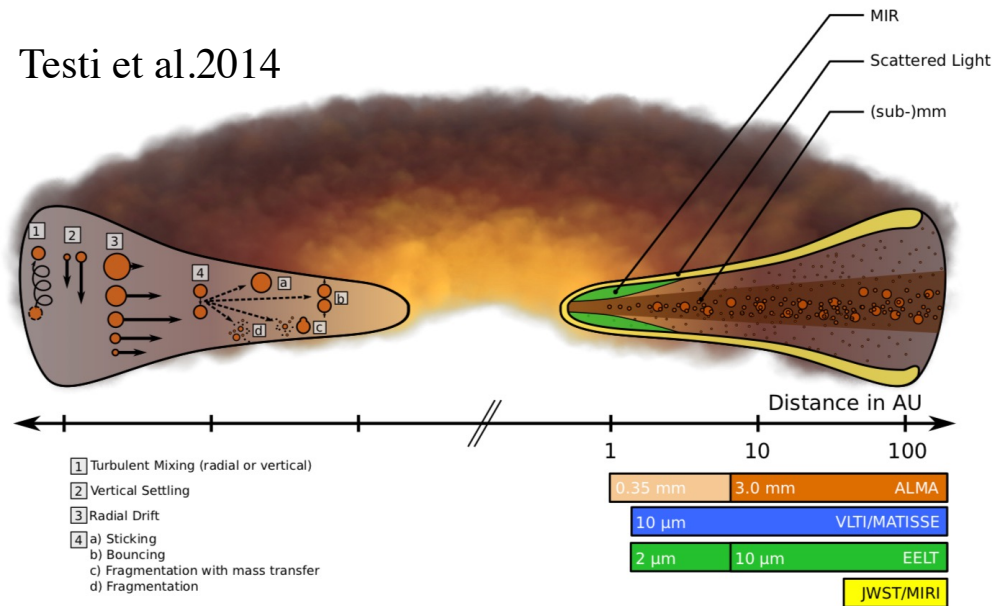 Testi et al.2014
MIR
Scattered Light
(sub-)mm
1
2
3
4
a
b
c
d
Distance in AU
1
10
100
1 Turbulent Mixing (radial or vertical)
2 Vertical Settling
3 Radial Drift
4 a) Sticking
b) Bouncing
c) Fragmentation with mass transfer
d) Fragmentation
0.35 mm 3.0 mm ALMA
10 μm VLTI/MATISSE
2 μm 10 μm EELT
JWST/MIRI